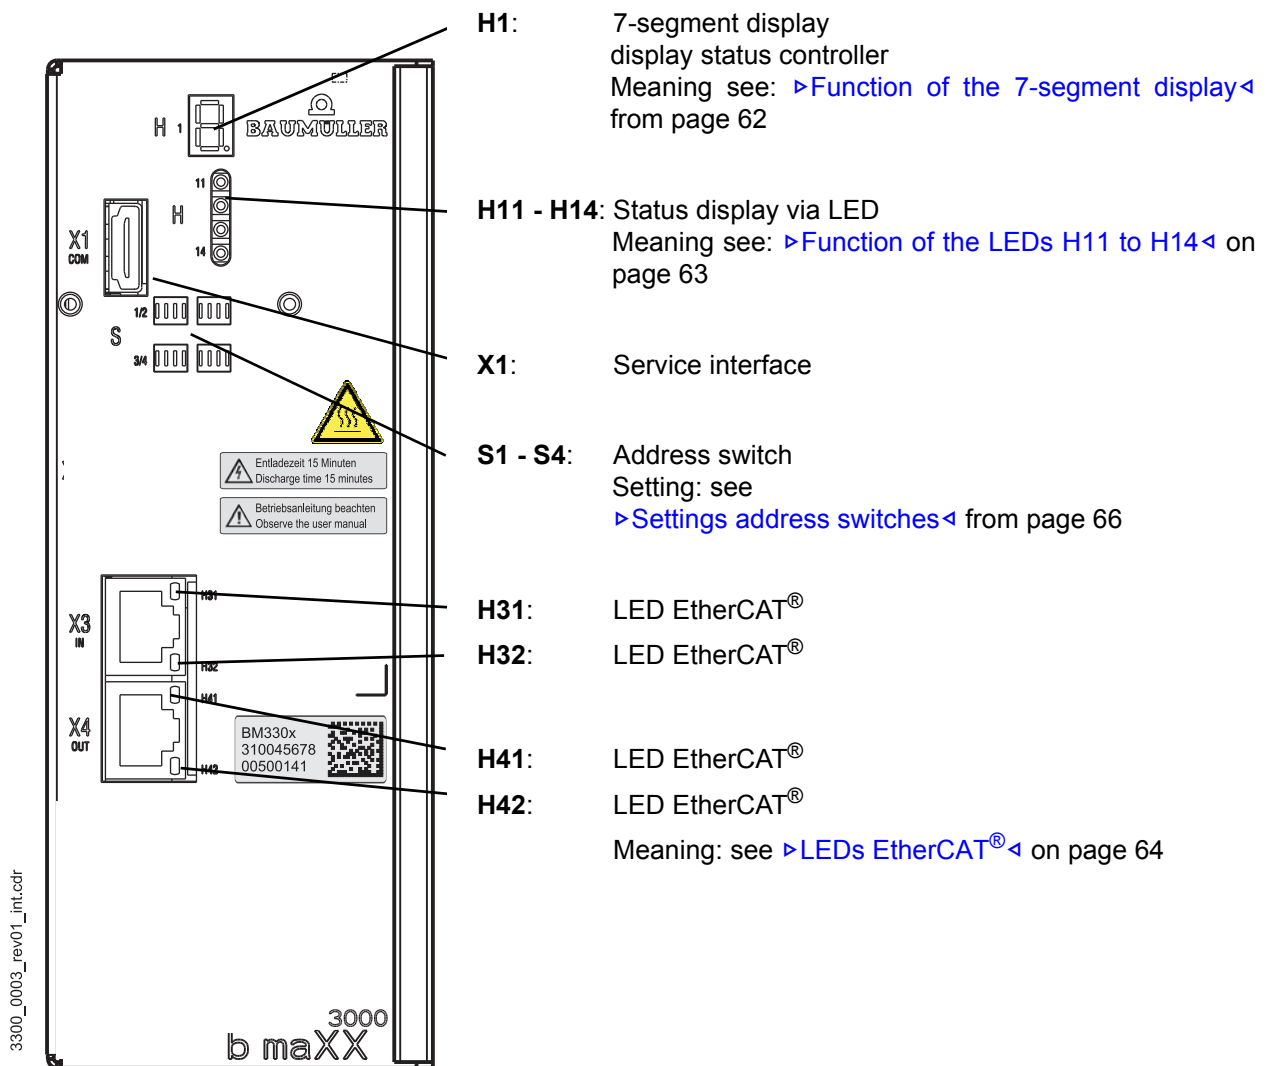 H1: 7-segment display
display status controller
Meaning see: ▷Function of the 7-segment display◁
from page 62
H11 - H14: Status display via LED
Meaning see: ▷Function of the LEDs H11 to H14◁ on
page 63
X1: Service interface
S1 - S4: Address switch
Setting: see
▷Settings address switches◁ from page 66
H31: LED EtherCAT®
H32: LED EtherCAT®
H41: LED EtherCAT®
H42: LED EtherCAT®
Meaning: see ▷LEDs EtherCAT®◁ on page 64
H 1
BAUMÜLLER
11
H
14
X1
COM
1/2
S
3/4
Entladezeit 15 Minuten
Discharge time 15 minutes
Betriebsanleitung beachten
Observe the user manual
H31
X3
IN
H32
H41
X4
OUT
H42
BM330x
310045678
00500141
3000
b maXX
3300_0003_rev01_int.cdr